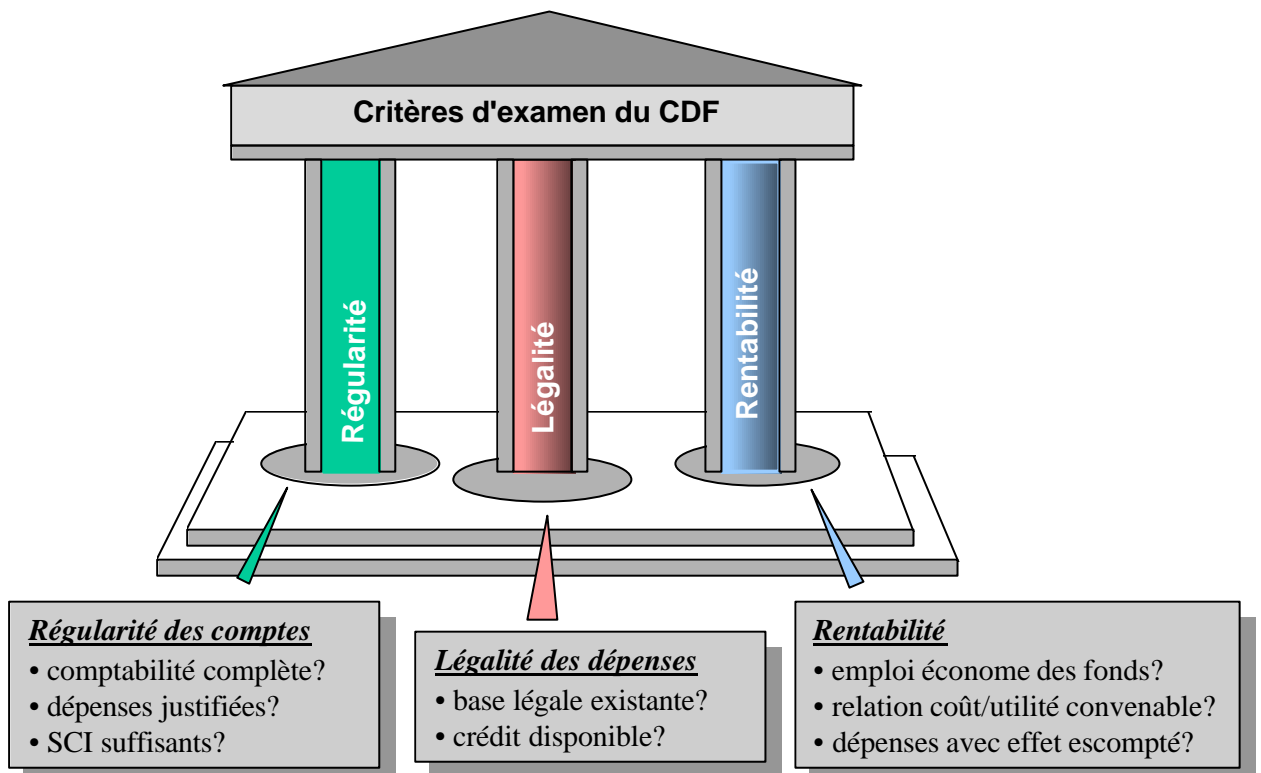 Critères d'examen du CDF
Régularité
Légalité
Rentabilité
Régularité des comptes
• comptabilité complète?
• dépenses justifiées?
• SCI suffisants?
Légalité des dépenses
• base légale existante?
• crédit disponible?
Rentabilité
• emploi économe des fonds?
• relation coût/utilité convenable?
• dépenses avec effet escompté?